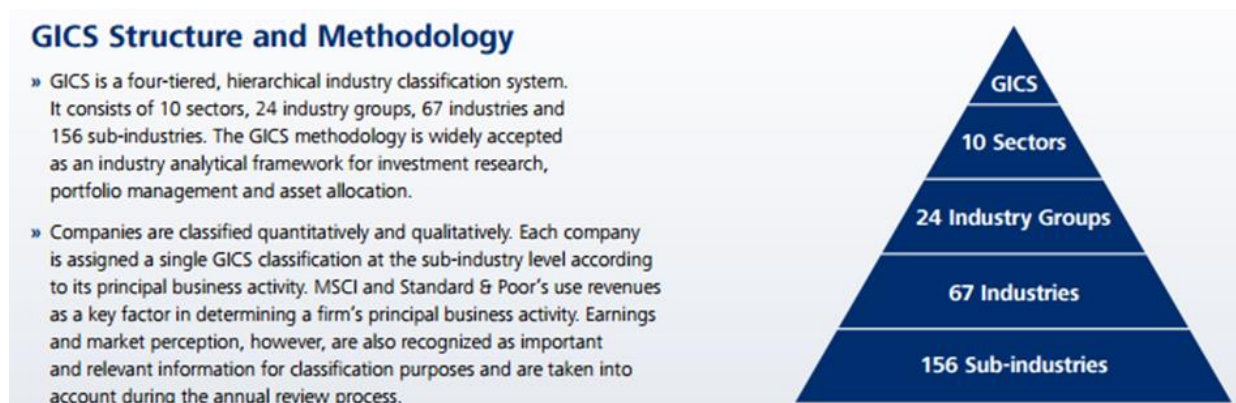 GICS Structure and Methodology
» GICS is a four-tiered, hierarchical industry classification system.
It consists of 10 sectors, 24 industry groups, 67 industries and
156 sub-industries. The GICS methodology is widely accepted
as an industry analytical framework for investment research,
portfolio management and asset allocation.
» Companies are classified quantitatively and qualitatively. Each company
is assigned a single GICS classification at the sub-industry level according
to its principal business activity. MSCI and Standard & Poor's use revenues
as a key factor in determining a firm's principal business activity. Earnings
and market perception, however, are also recognized as important
and relevant information for classification purposes and are taken into
account during the annual review process.
GICS
10 Sectors
24 Industry Groups
67 Industries
156 Sub-industries